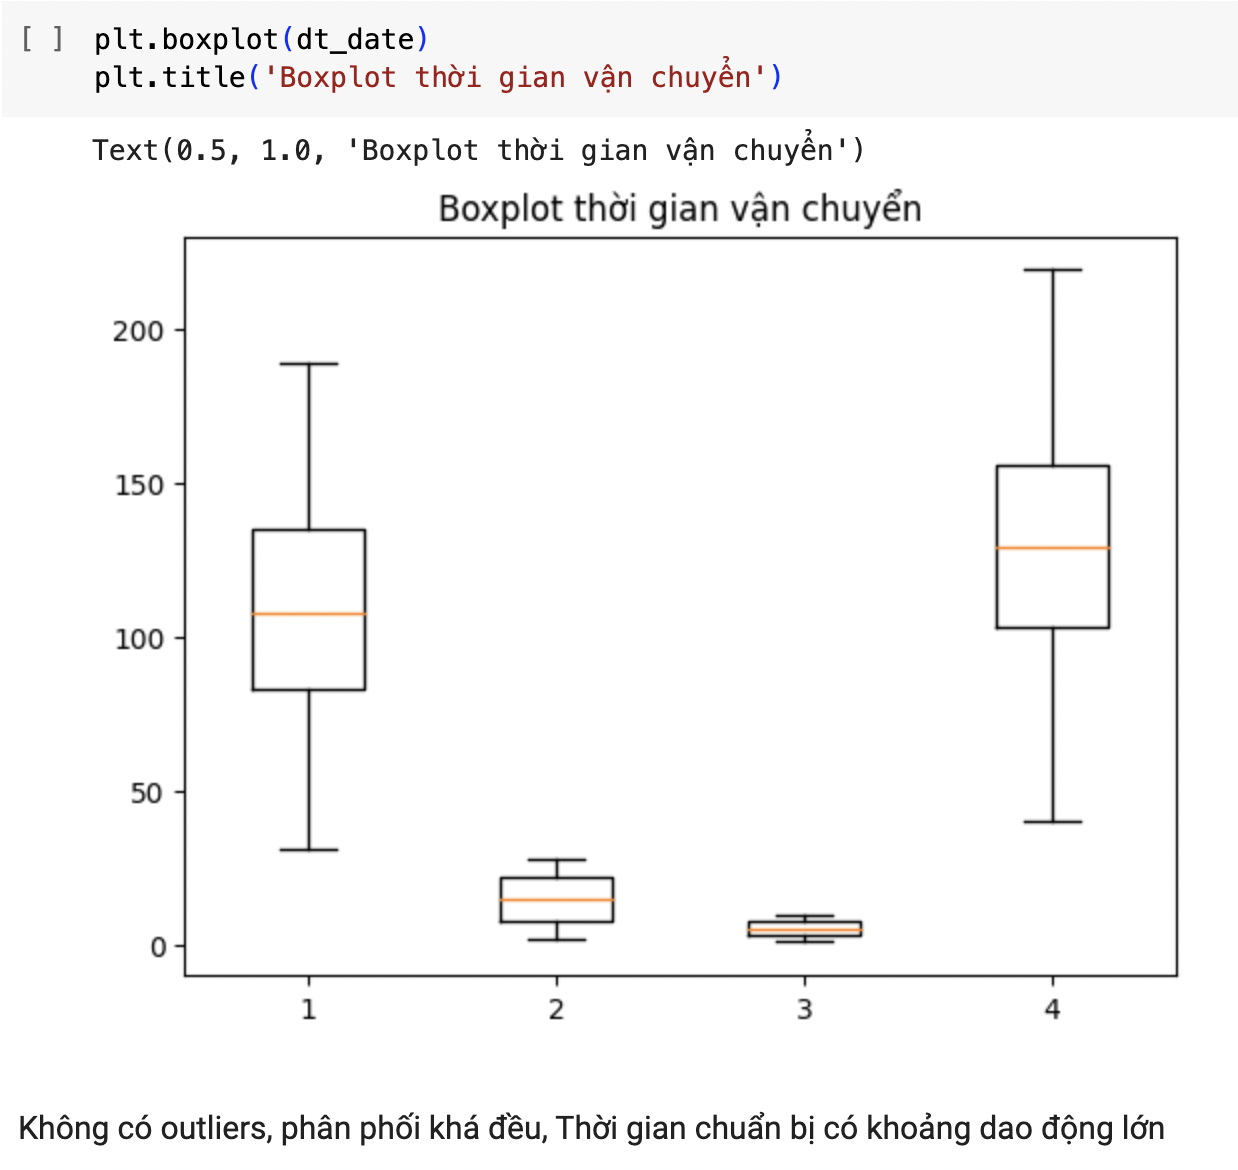 [ ] plt.boxplot(dt_date)
plt.title('Boxplot thời gian vận chuyển')
Text(0.5, 1.0, 'Boxplot thời gian vận chuyển')
Boxplot thời gian vận chuyển
200
150
100
50
0
1 2 3 4
Không có outliers, phân phối khá đều, Thời gian chuẩn bị có khoảng dao động lớn